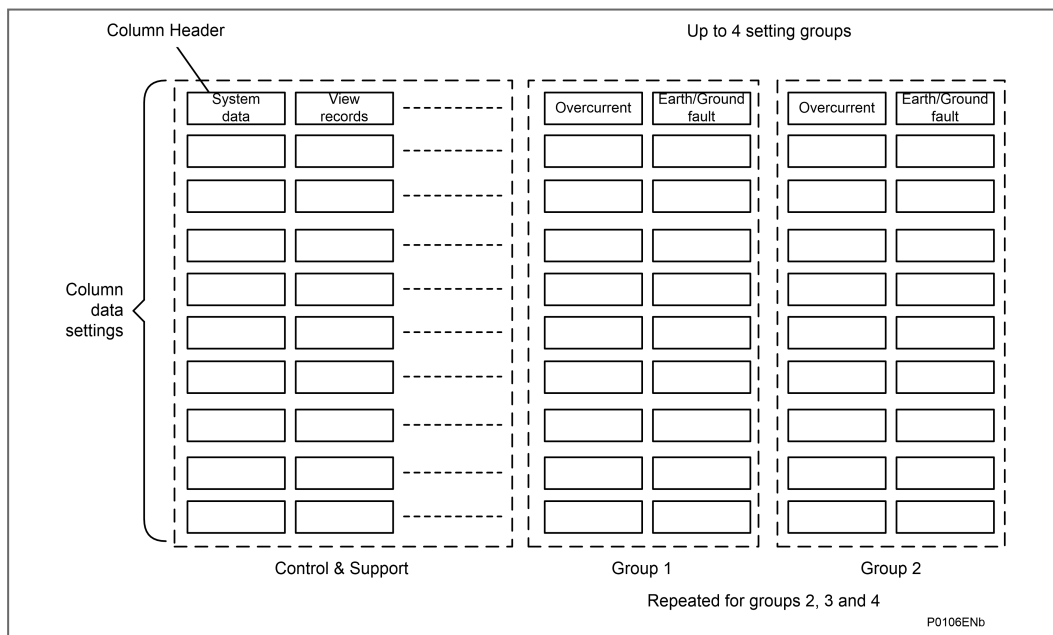 Column Header
Up to 4 setting groups
System
data
View
records
Overcurrent
Earth/Ground
fault
Overcurrent
Earth/Ground
fault
Column
data
settings
Control & Support
Group 1
Group 2
Repeated for groups 2, 3 and 4
P0106ENb